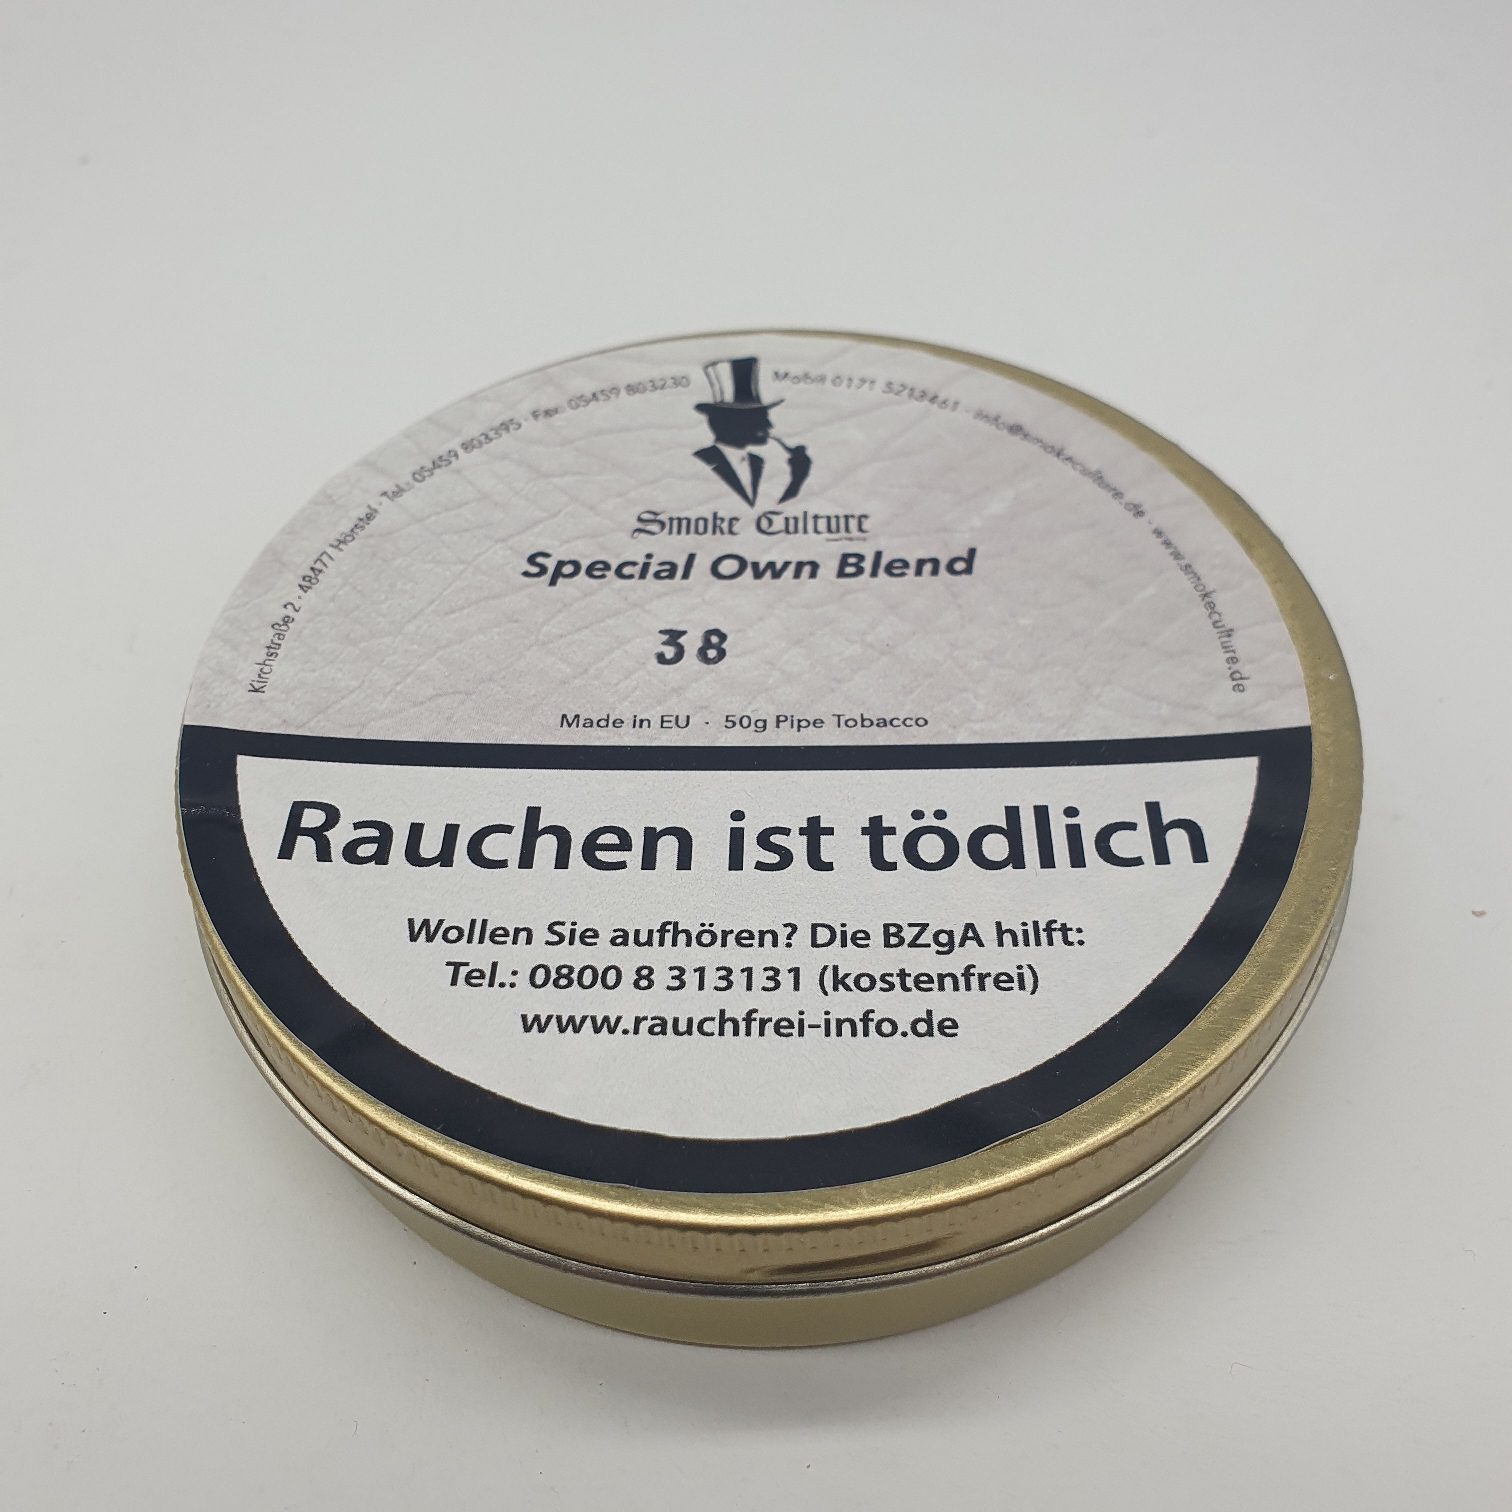 Kirchstraße 2 · 48477 Hörstel · Tel.: 05459 803395 · Fax: 05459 803230
Mobil 0171 5213461 · info@smokeculture.de · www.smokeculture.de
Smoke Culture
Special Own Blend
38
Made in EU · 50g Pipe Tobacco
Rauchen ist tödlich
Wollen Sie aufhören? Die BZgA hilft:
Tel.: 0800 8 313131 (kostenfrei)
www.rauchfrei-info.de